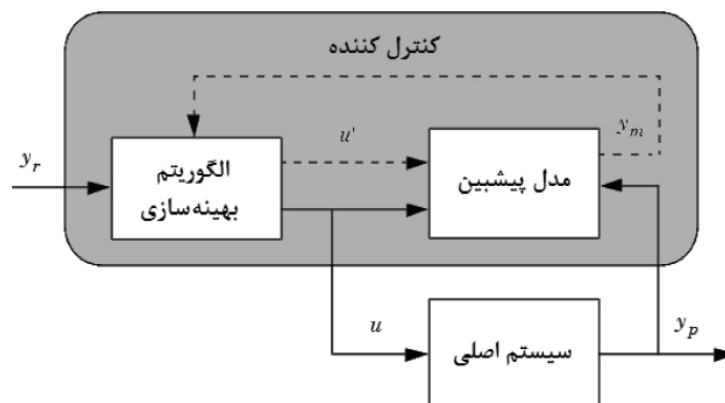 کنترل کننده
y_r
الگوریتم
بهینه‌سازی
u'
مدل پیشبین
y_m
u
سیستم اصلی
y_p